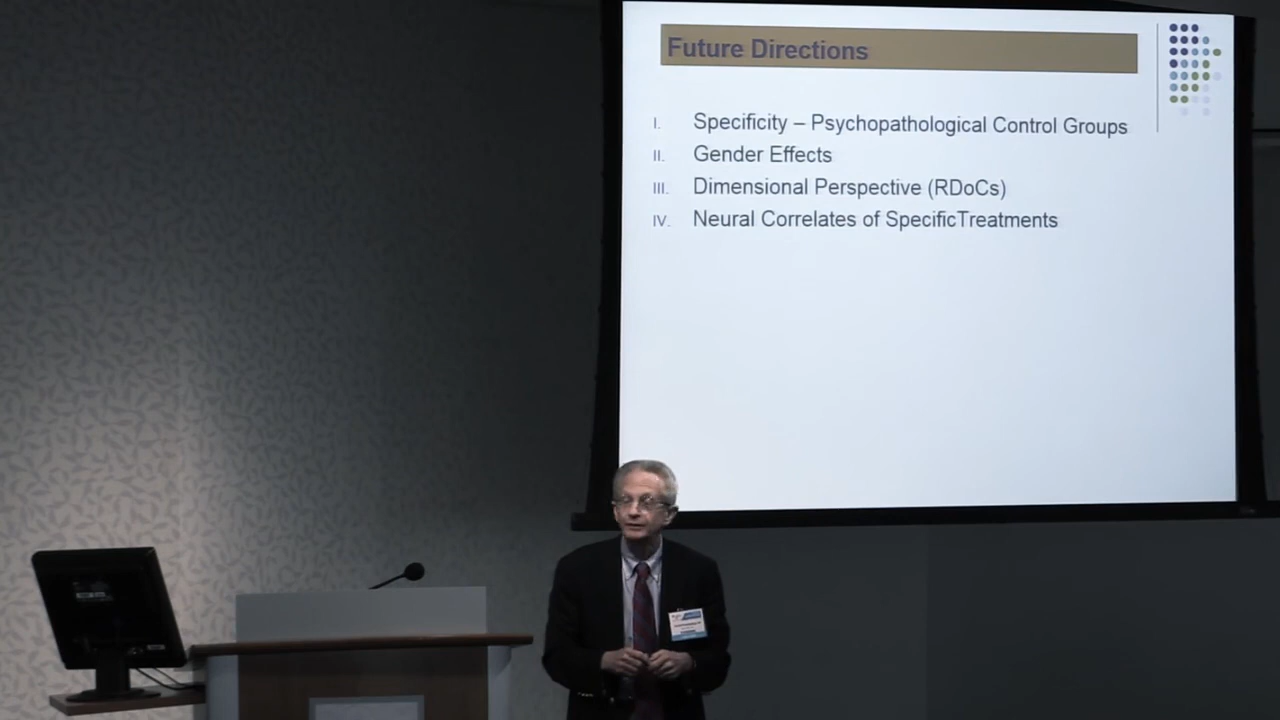 Future Directions
I. Specificity – Psychopathological Control Groups
II. Gender Effects
III. Dimensional Perspective (RDoCs)
IV. Neural Correlates of SpecificTreatments